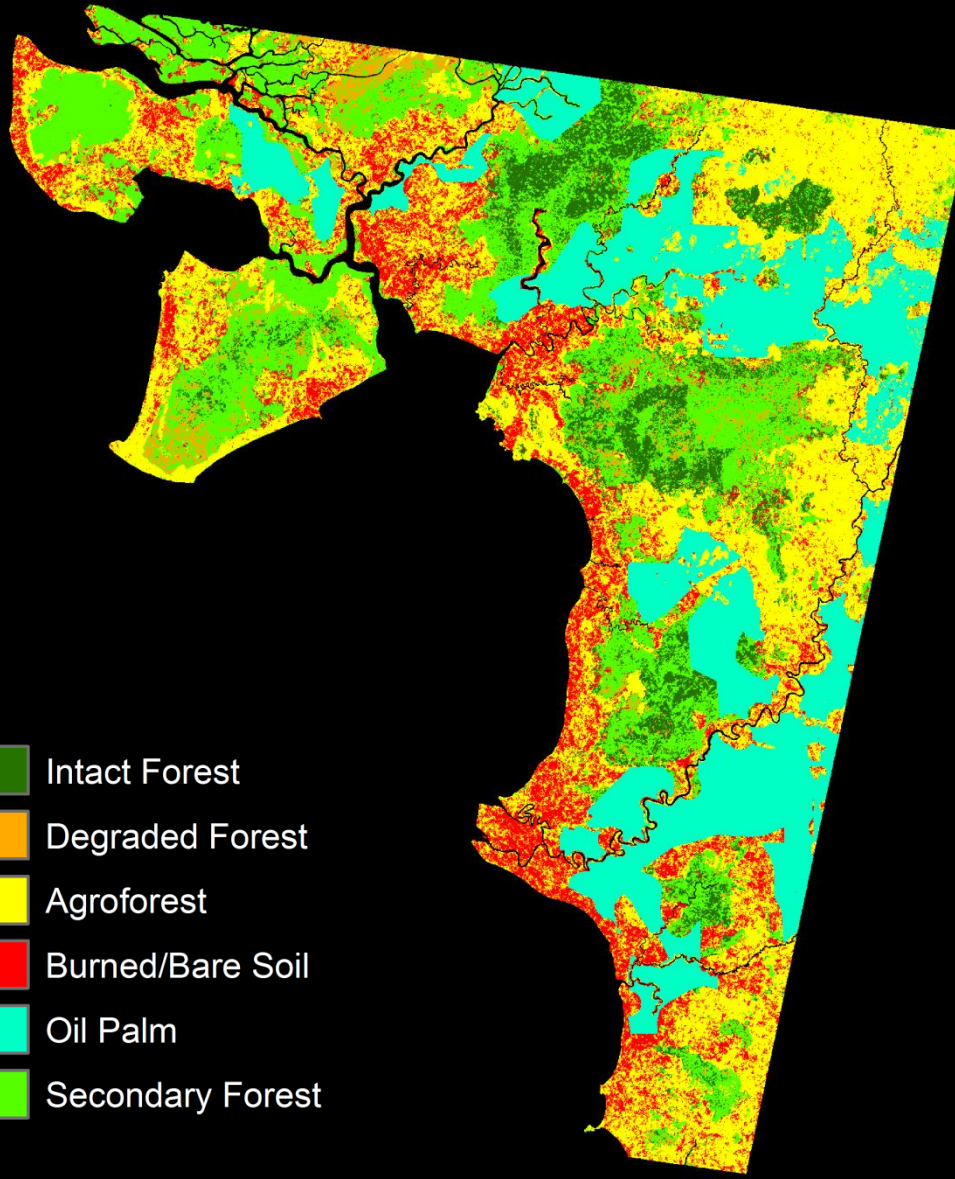 Intact Forest
Degraded Forest
Agroforest
Burned/Bare Soil
Oil Palm
Secondary Forest